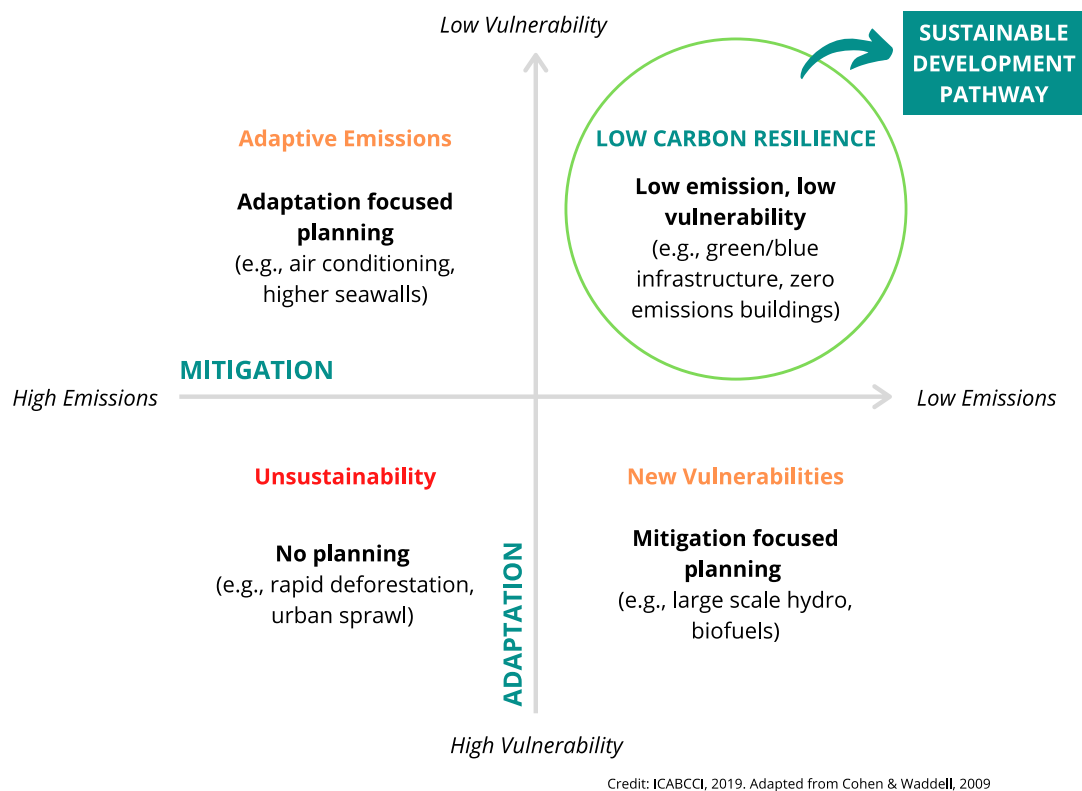 Low Vulnerability
SUSTAINABLE
DEVELOPMENT
PATHWAY
Adaptive Emissions
Adaptation focused
planning
(e.g., air conditioning,
higher seawalls)
LOW CARBON RESILIENCE
Low emission, low
vulnerability
(e.g., green/blue
infrastructure, zero
emissions buildings)
MITIGATION
High Emissions
Low Emissions
Unsustainability
No planning
(e.g., rapid deforestation,
urban sprawl)
New Vulnerabilities
Mitigation focused
planning
(e.g., large scale hydro,
biofuels)
ADAPTATION
High Vulnerability
Credit: ICABCCI, 2019. Adapted from Cohen & Waddell, 2009